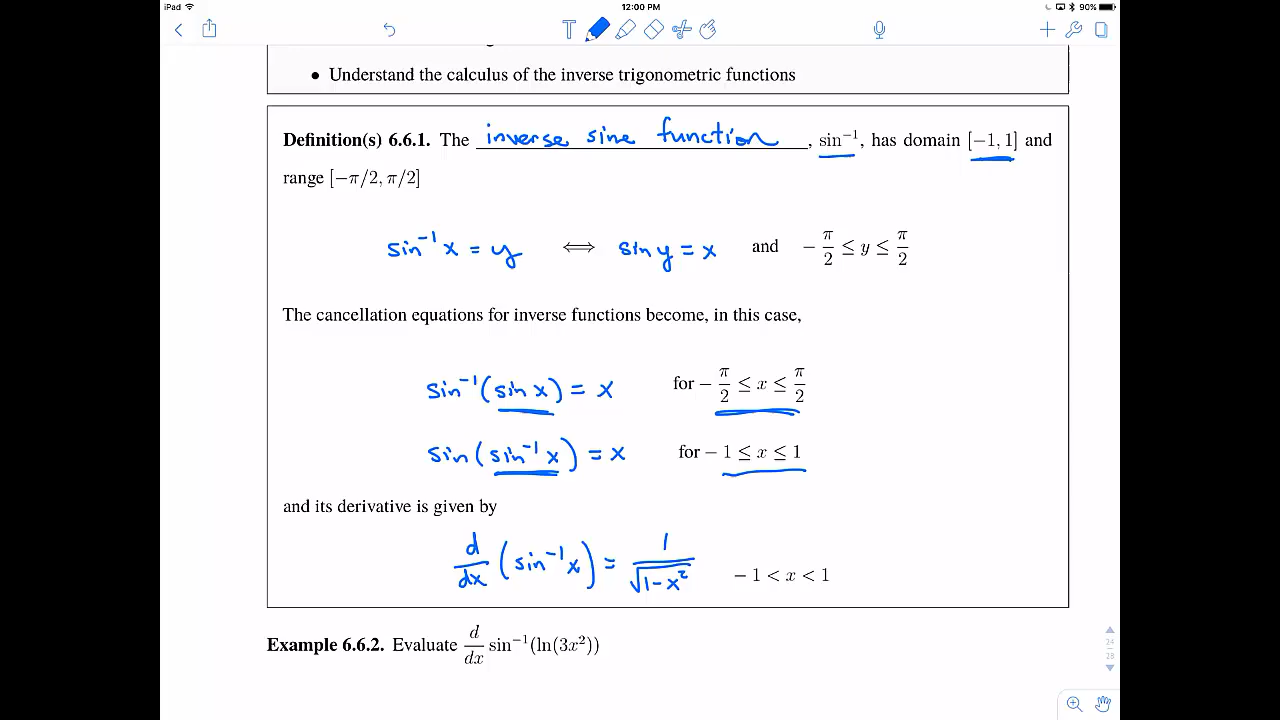 iPad 12:00 PM 90%
T
• Understand the calculus of the inverse trigonometric functions
Definition(s) 6.6.1. The inverse sine function, sin⁻¹, has domain [−1, 1] and
range [−π/2, π/2]
sin⁻¹ x = y ⟺ sin y = x and −π/2 ≤ y ≤ π/2
The cancellation equations for inverse functions become, in this case,
sin⁻¹(sin x) = x for −π/2 ≤ x ≤ π/2
sin(sin⁻¹ x) = x for −1 ≤ x ≤ 1
and its derivative is given by
d/dx (sin⁻¹ x) = 1/√(1−x²) −1 < x < 1
Example 6.6.2. Evaluate d/dx sin⁻¹(ln(3x²))
24
28